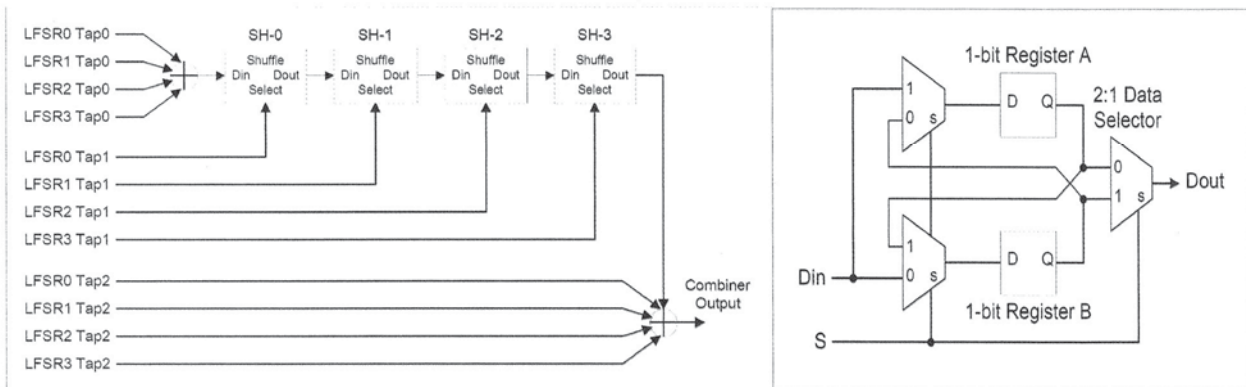 LFSR0 Tap0
LFSR1 Tap0
LFSR2 Tap0
LFSR3 Tap0
SH-0
SH-1
SH-2
SH-3
Shuffle
Din Dout
Select
Shuffle
Din Dout
Select
Shuffle
Din Dout
Select
Shuffle
Din Dout
Select
LFSR0 Tap1
LFSR1 Tap1
LFSR2 Tap1
LFSR3 Tap1
LFSR0 Tap2
LFSR1 Tap2
LFSR2 Tap2
LFSR3 Tap2
Combiner
Output
1-bit Register A
1
0
s
D Q
2:1 Data
Selector
0
1
s
Dout
1
0
s
D Q
Din
1-bit Register B
S